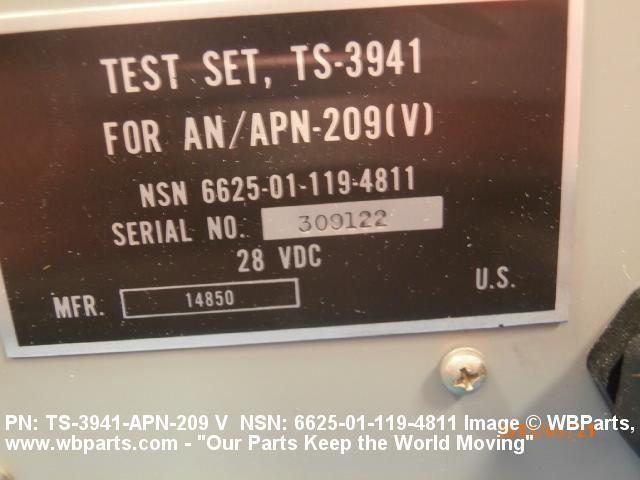 TEST SET, TS-3941
FOR AN/APN-209(V)
NSN 6625-01-119-4811
SERIAL NO. 309122
28 VDC
MFR. 14850 U.S.
PN: TS-3941-APN-209 V NSN: 6625-01-119-4811 Image © WBParts,
www.wbparts.com - "Our Parts Keep the World Moving"